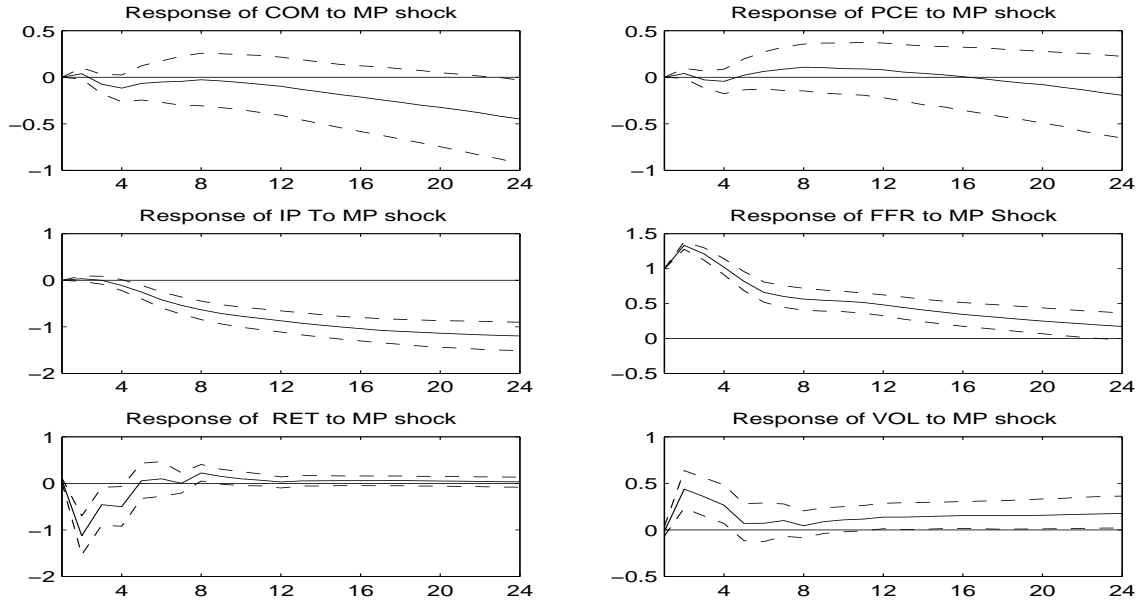 Response of COM to MP shock
0.5
0
−0.5
−1
4 8 12 16 20 24
Response of PCE to MP shock
0.5
0
−0.5
−1
4 8 12 16 20 24
Response of IP To MP shock
1
0
−1
−2
4 8 12 16 20 24
Response of FFR to MP Shock
1.5
1
0.5
0
−0.5
4 8 12 16 20 24
Response of RET to MP shock
1
0
−1
−2
4 8 12 16 20 24
Response of VOL to MP shock
1
0.5
0
−0.5
4 8 12 16 20 24